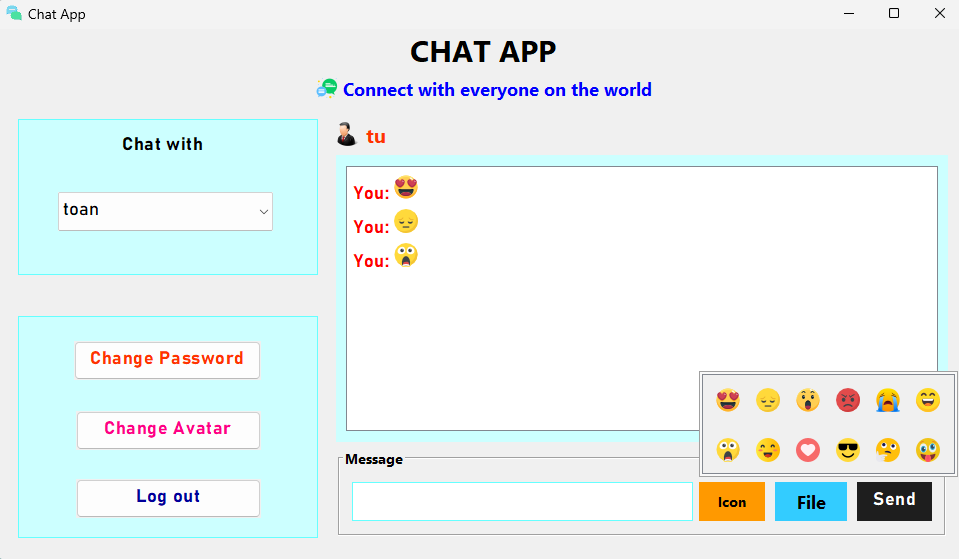 Chat App
CHAT APP
Connect with everyone on the world
Chat with
toan
Change Password
Change Avatar
Log out
tu
You: 😍
You: 😔
You: 😱
Message
Icon
File
Send